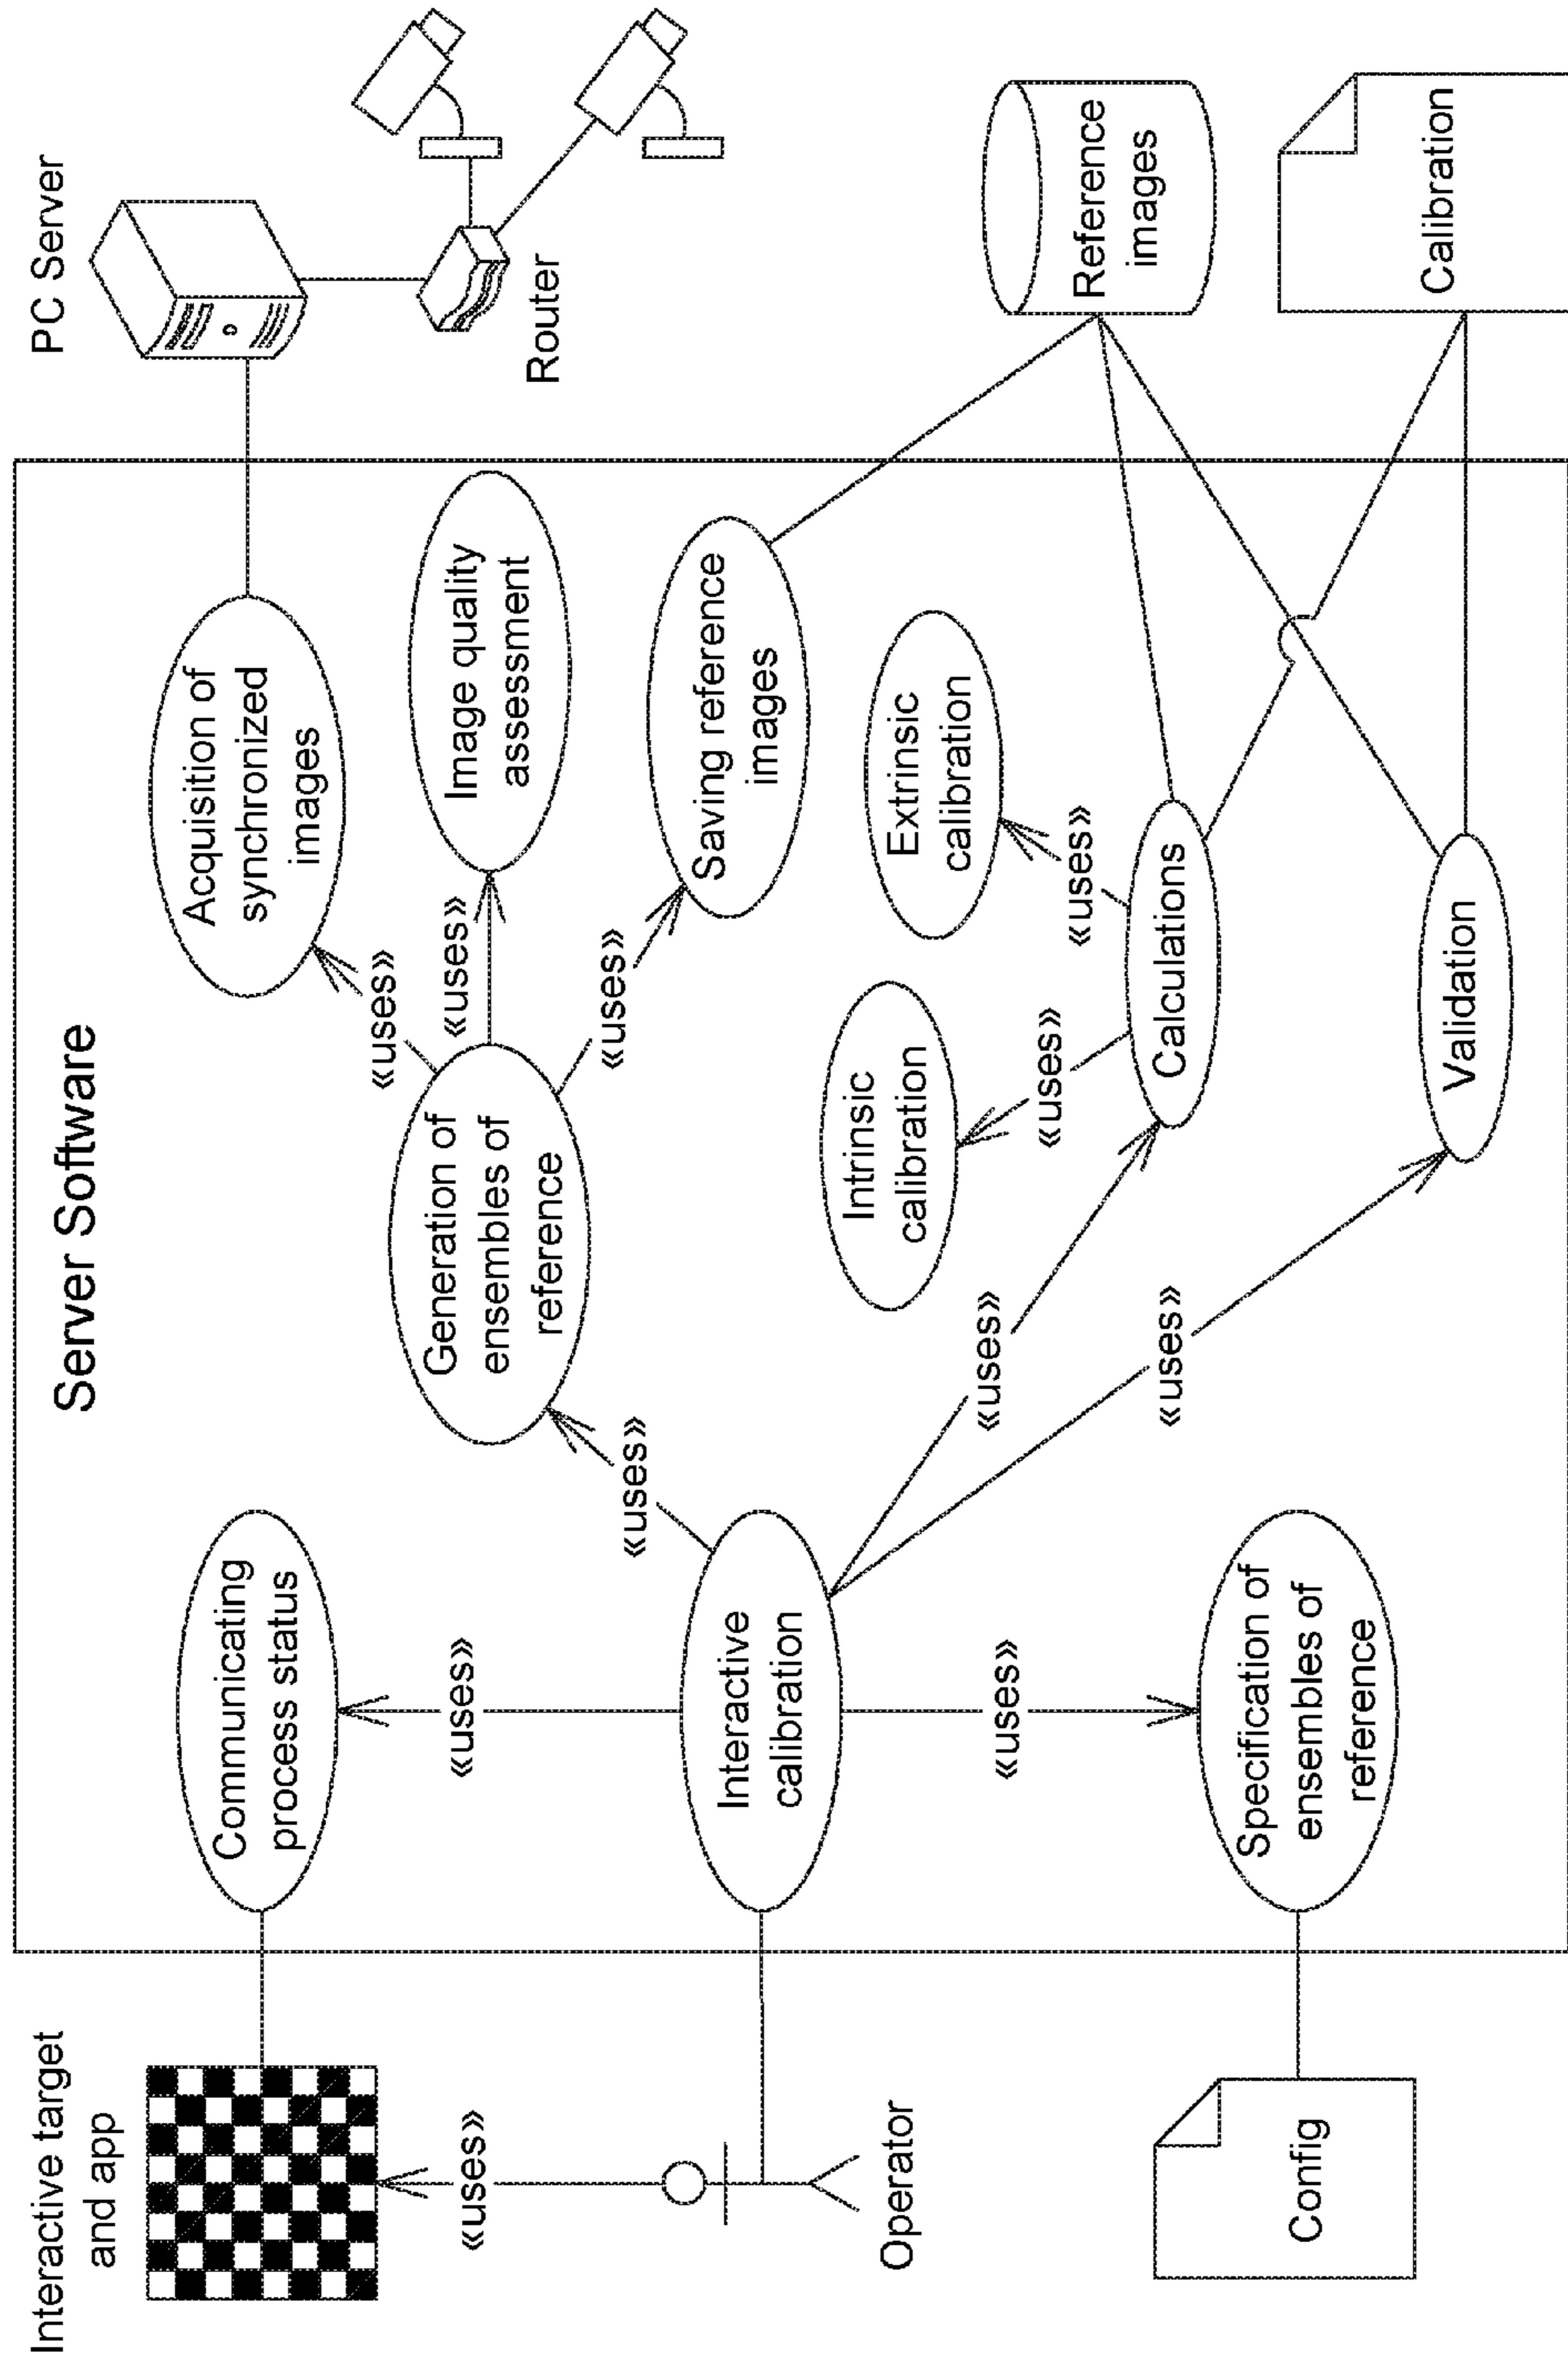 Server Software
Interactive target
and app
«uses»
Operator
Config
Communicating
process status
«uses»
Interactive
calibration
«uses»
Specification of
ensembles of
reference
«uses»
Generation of
ensembles of
reference
«uses»
«uses»
«uses»
Acquisition of
synchronized
images
Image quality
assessment
Saving reference
images
«uses»
«uses»
Intrinsic
calibration
Extrinsic
calibration
«uses»
«uses»
Calculations
Validation
PC Server
Router
Reference
images
Calibration